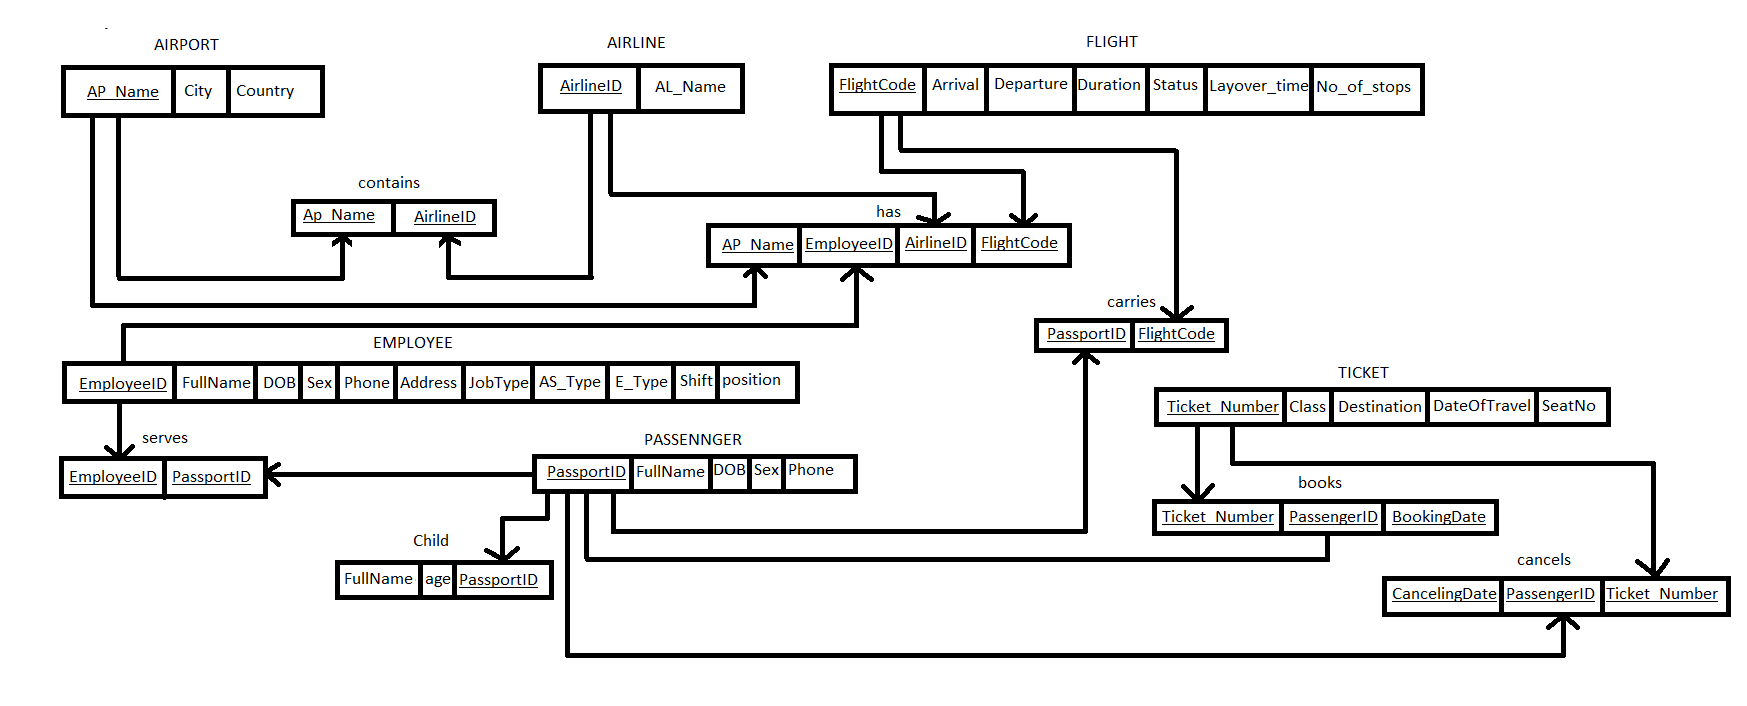 AIRPORT
AP_Name City Country
AIRLINE
AirlineID AL_Name
FLIGHT
FlightCode Arrival Departure Duration Status Layover_time No_of_stops
contains
Ap_Name AirlineID
has
AP_Name EmployeeID AirlineID FlightCode
carries
PassportID FlightCode
EMPLOYEE
EmployeeID FullName DOB Sex Phone Address JobType AS_Type E_Type Shift position
TICKET
Ticket_Number Class Destination DateOfTravel SeatNo
serves
EmployeeID PassportID
PASSENNGER
PassportID FullName DOB Sex Phone
books
Ticket_Number PassengerID BookingDate
Child
FullName age PassportID
cancels
CancelingDate PassengerID Ticket_Number